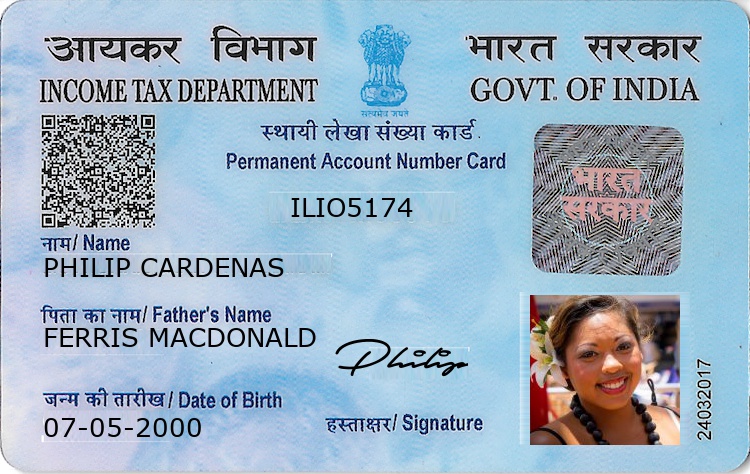 आयकर विभाग
INCOME TAX DEPARTMENT
सत्यमेव जयते
भारत सरकार
GOVT. OF INDIA
स्थायी लेखा संख्या कार्ड
Permanent Account Number Card
ILIO5174
भारत
सरकार
नाम/ Name
PHILIP CARDENAS
पिता का नाम/ Father's Name
FERRIS MACDONALD
Philip
जन्म की तारीख/ Date of Birth
07-05-2000
हस्ताक्षर/ Signature
24032017